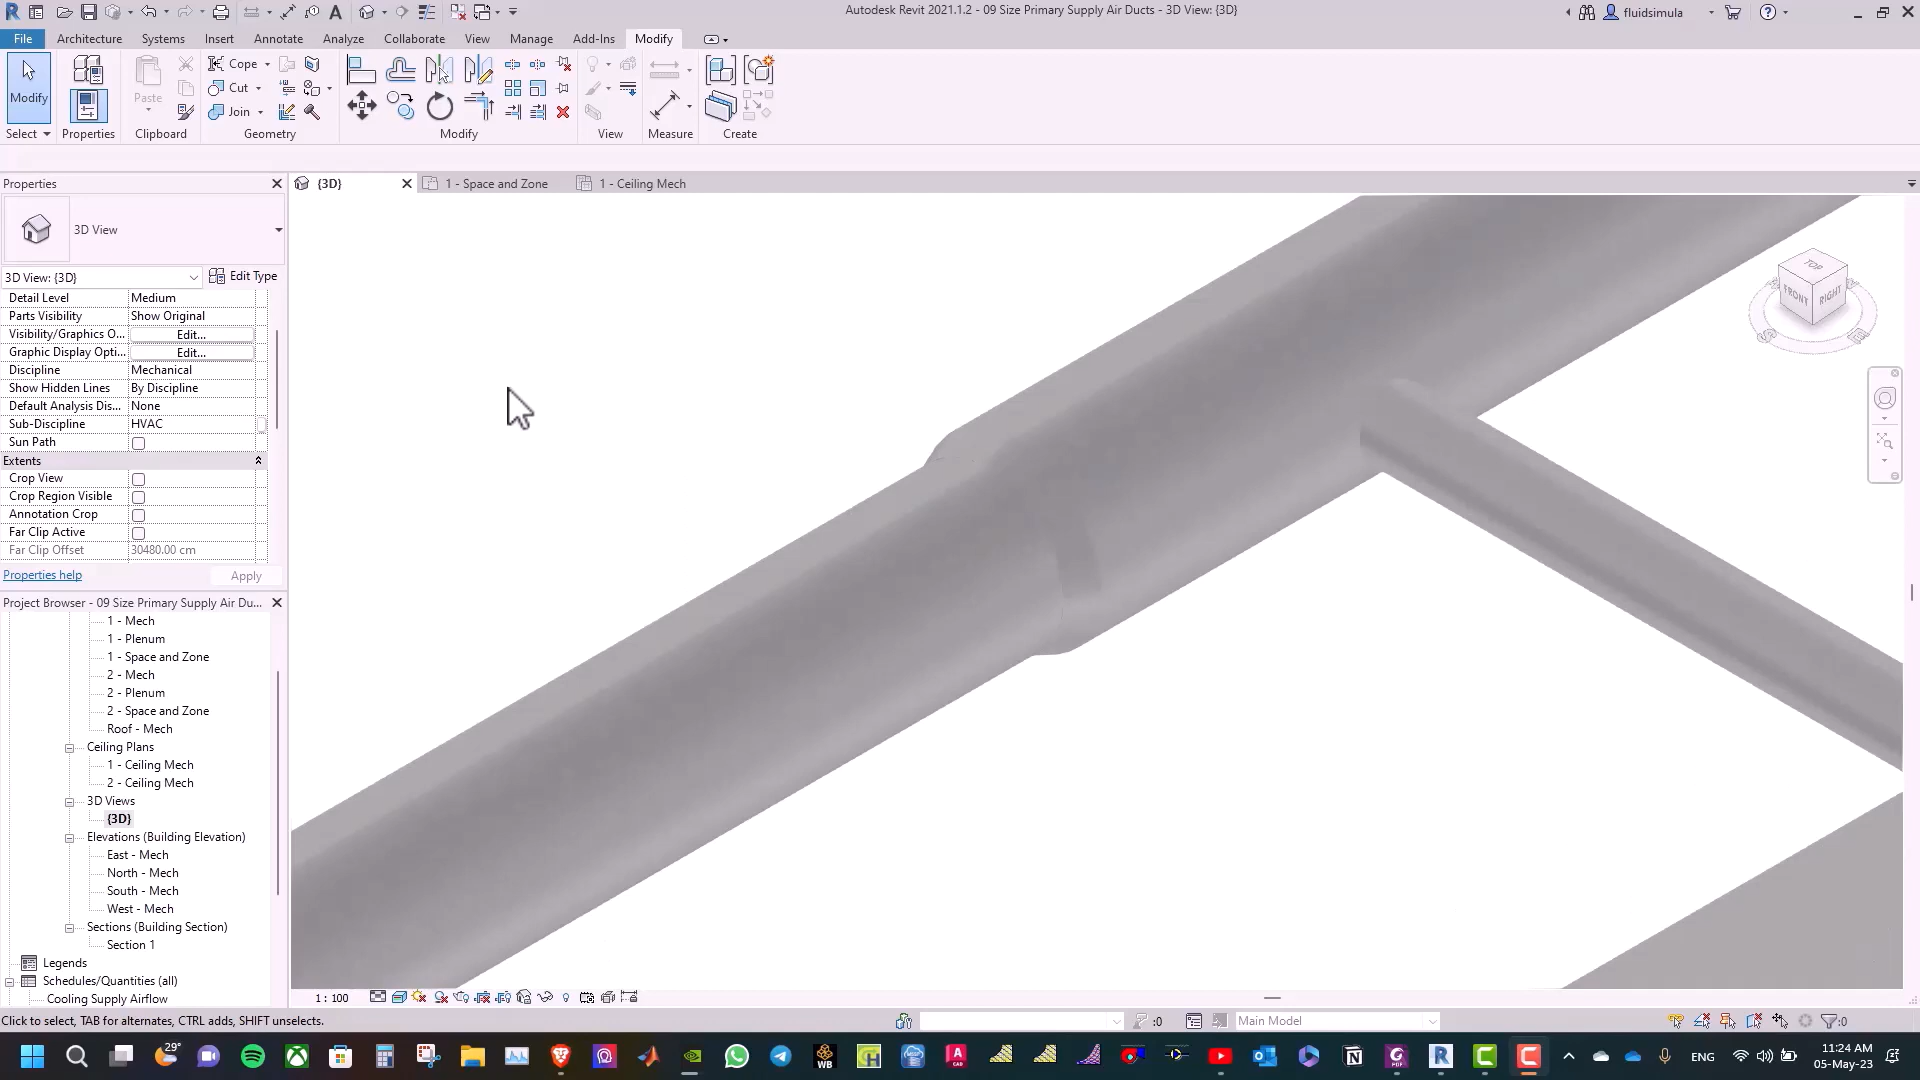 Autodesk Revit 2021.1.2 - 09 Size Primary Supply Air Ducts - 3D View: {3D}
fluidsimula
File Architecture Systems Insert Annotate Analyze Structure Collaborate View Manage Add-Ins Modify
Modify
Paste
Cope
Cut
Join
Select Properties Clipboard Geometry Modify View Measure Create
Properties
{3D} 1 - Space and Zone 1 - Ceiling Mech
3D View
3D View: {3D} Edit Type
Detail Level Medium
Parts Visibility Show Original
Visibility/Graphics O... Edit...
Graphic Display Opti... Edit...
Discipline Mechanical
Show Hidden Lines By Discipline
Default Analysis Dis... None
Sub-Discipline HVAC
Sun Path
Extents
Crop View
Crop Region Visible
Annotation Crop
Far Clip Active
Far Clip Offset 30480.00 cm
Properties help Apply
TOP
FRONT RIGHT
S E
Project Browser - 09 Size Primary Supply Air Du...
1 - Mech
1 - Plenum
1 - Space and Zone
2 - Mech
2 - Plenum
2 - Space and Zone
Roof - Mech
Ceiling Plans
1 - Ceiling Mech
2 - Ceiling Mech
3D Views
{3D}
Elevations (Building Elevation)
East - Mech
North - Mech
South - Mech
West - Mech
Sections (Building Section)
Section 1
Legends
Schedules/Quantities (all)
Cooling Supply Airflow
1 : 100
Click to select, TAB for alternates, CTRL adds, SHIFT unselects.
:0
Main Model
:0
29°
WB
ENG
11:24 AM
05-May-23